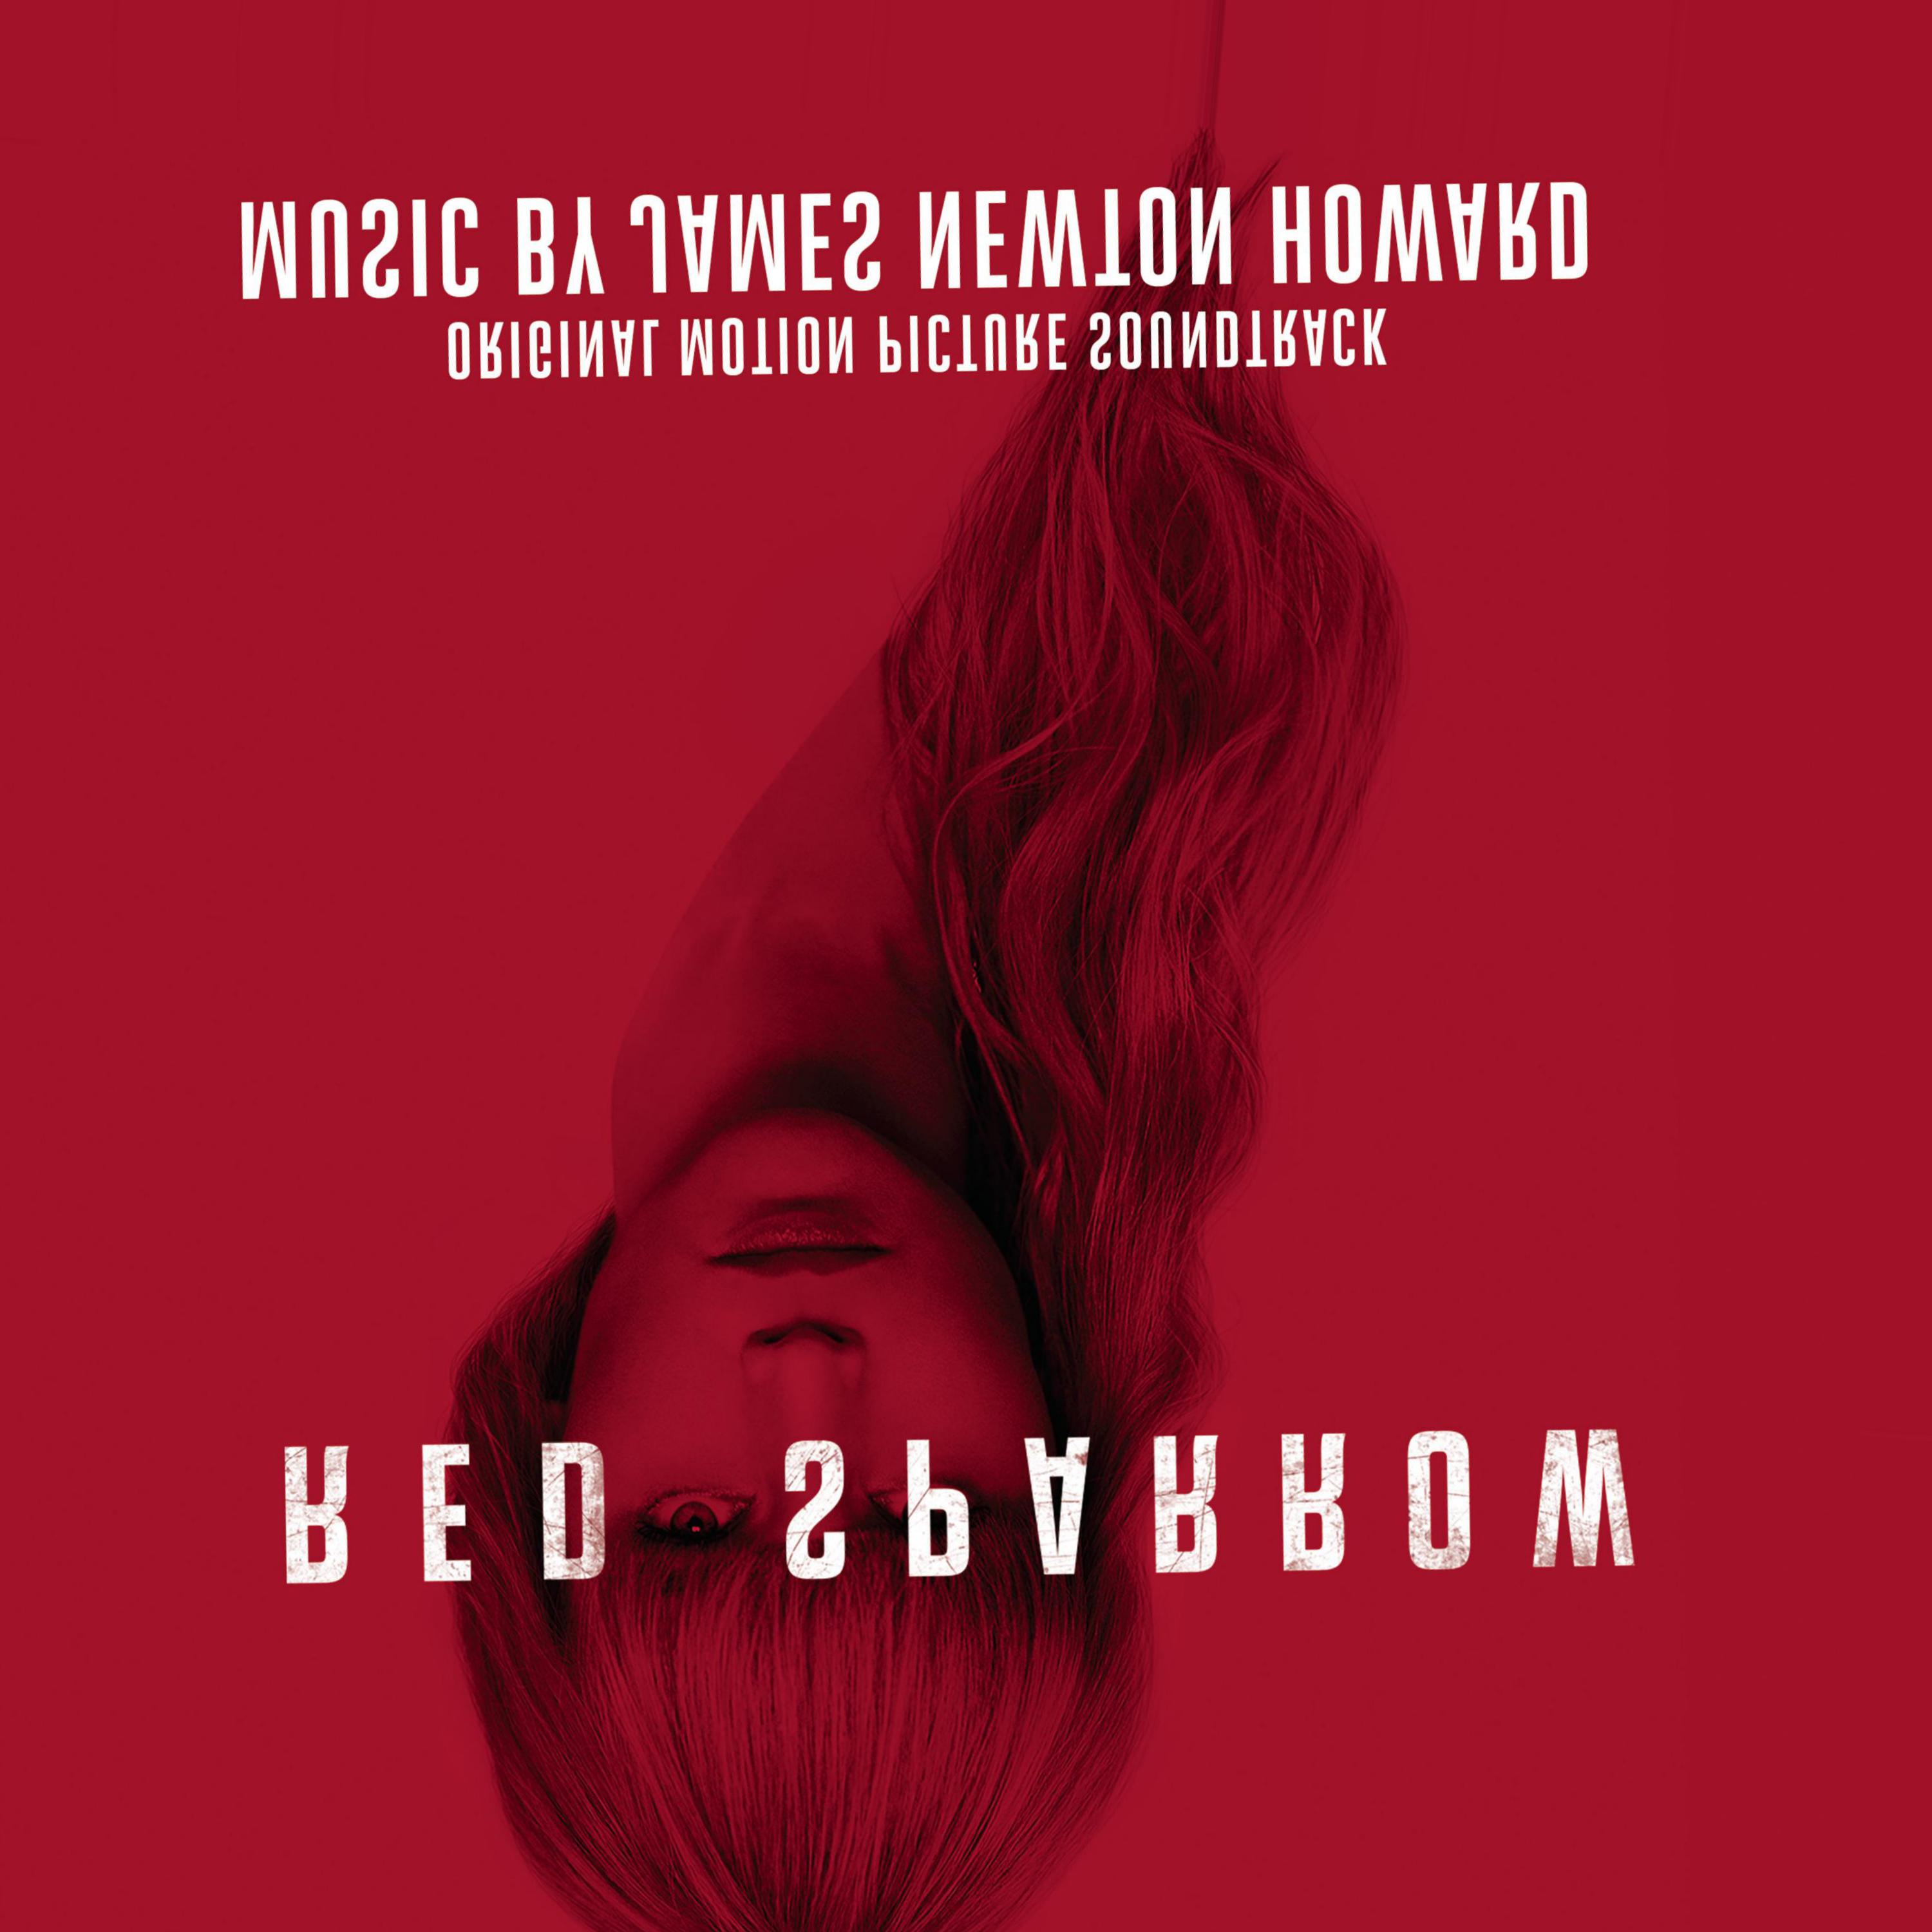 MUSIC BY JAMES NEWTON HOWARD
ORIGINAL MOTION PICTURE SOUNDTRACK
RED SPARROW